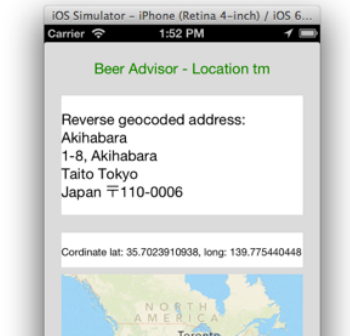 iOS Simulator - iPhone (Retina 4-inch) / iOS 6...
Carrier 1:52 PM
Beer Advisor - Location tm
Reverse geocoded address:
Akihabara
1-8, Akihabara
Taito Tokyo
Japan 〒110-0006
Cordinate lat: 35.7023910938, long: 139.775440448
NORTH
AMERICA
Toronto